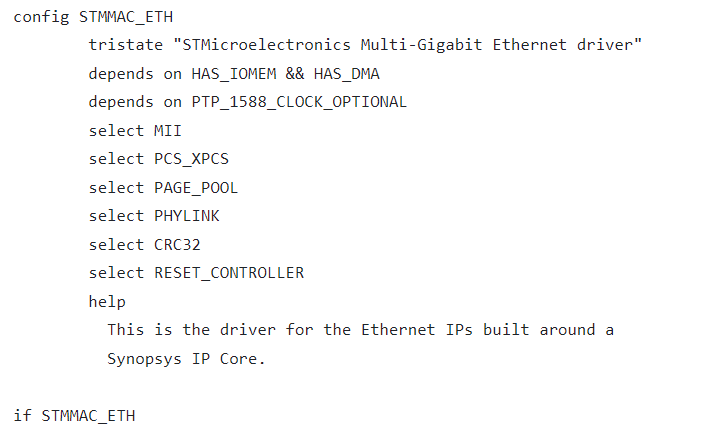 config STMMAC_ETH
tristate "STMicroelectronics Multi-Gigabit Ethernet driver"
depends on HAS_IOMEM && HAS_DMA
depends on PTP_1588_CLOCK_OPTIONAL
select MII
select PCS_XPCS
select PAGE_POOL
select PHYLINK
select CRC32
select RESET_CONTROLLER
help
This is the driver for the Ethernet IPs built around a
Synopsys IP Core.
if STMMAC_ETH